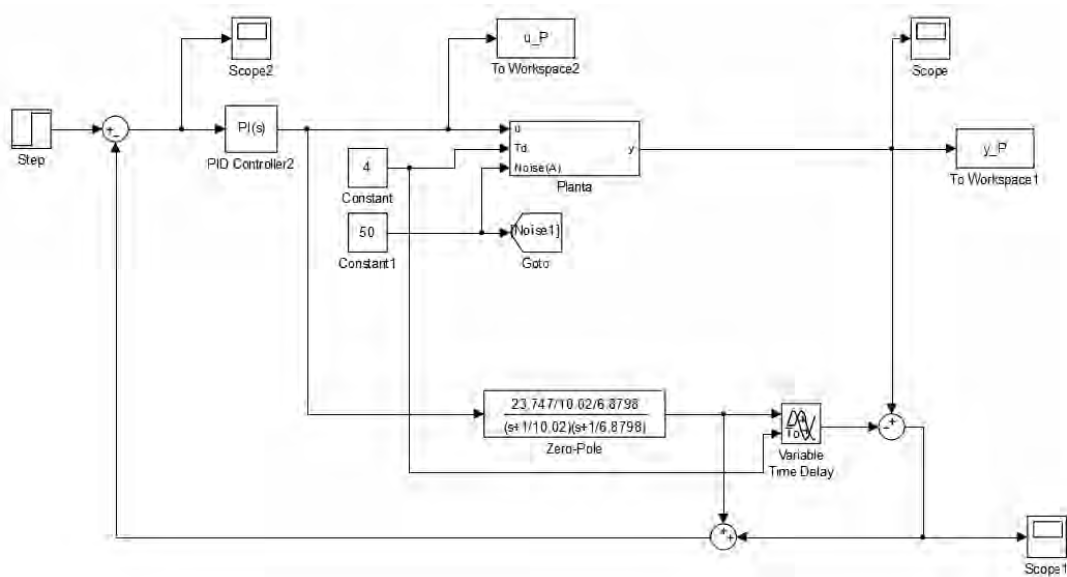 u_P
To Workspace2
Scope2
Scope
Step
+
-
PI(s)
PID Controller2
u
Td
Noise(A)
y
Planta
y_P
To Workspace1
4
Constant
50
Constant1
[Noise1]
Goto
23.747/10.02/6.8798
(s+1/10.02)(s+1/6.8798)
Zero-Pole
To
Variable
Time Delay
-
+
+
+
Scope1